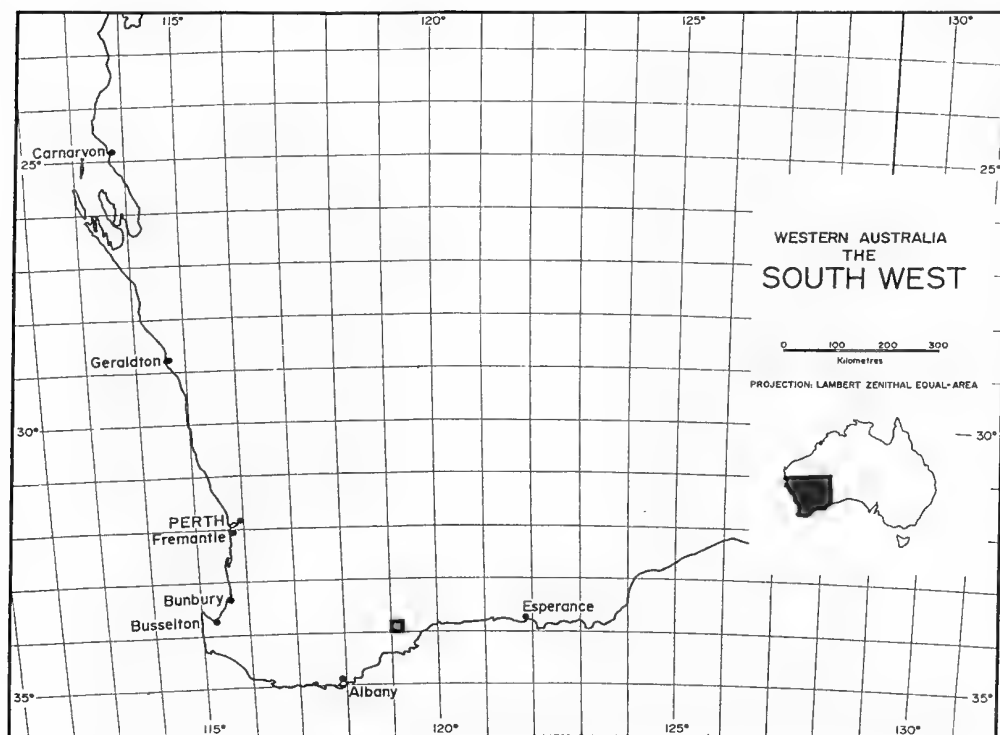 115°
120°
125°
130°
Carnarvon
25°
25°
WESTERN AUSTRALIA
THE
SOUTH WEST
Geraldton
0 100 200 300
Kilometres
PROJECTION: LAMBERT ZENITHAL EQUAL-AREA
30°
30°
PERTH
Fremantle
Bunbury
Busselton
Esperance
Albany
35°
35°
115°
120°
125°
130°